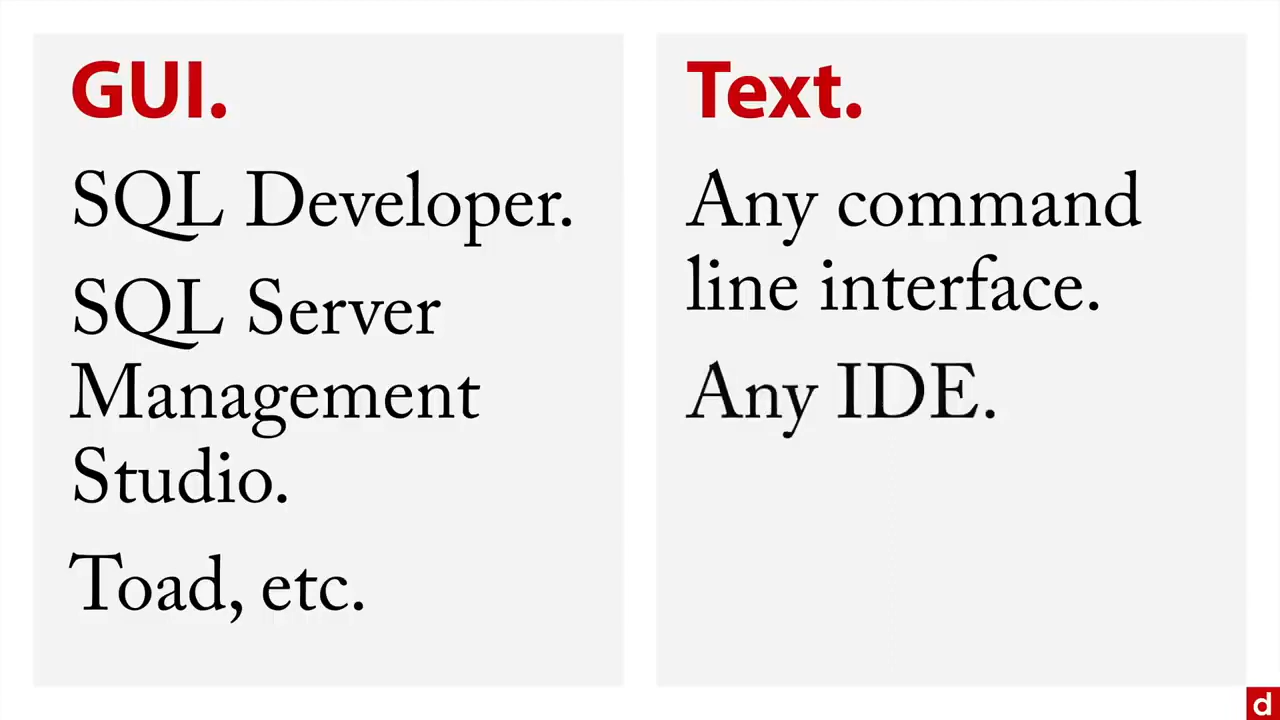 GUI.
SQL Developer.
SQL Server
Management
Studio.
Toad, etc.
Text.
Any command
line interface.
Any IDE.
d